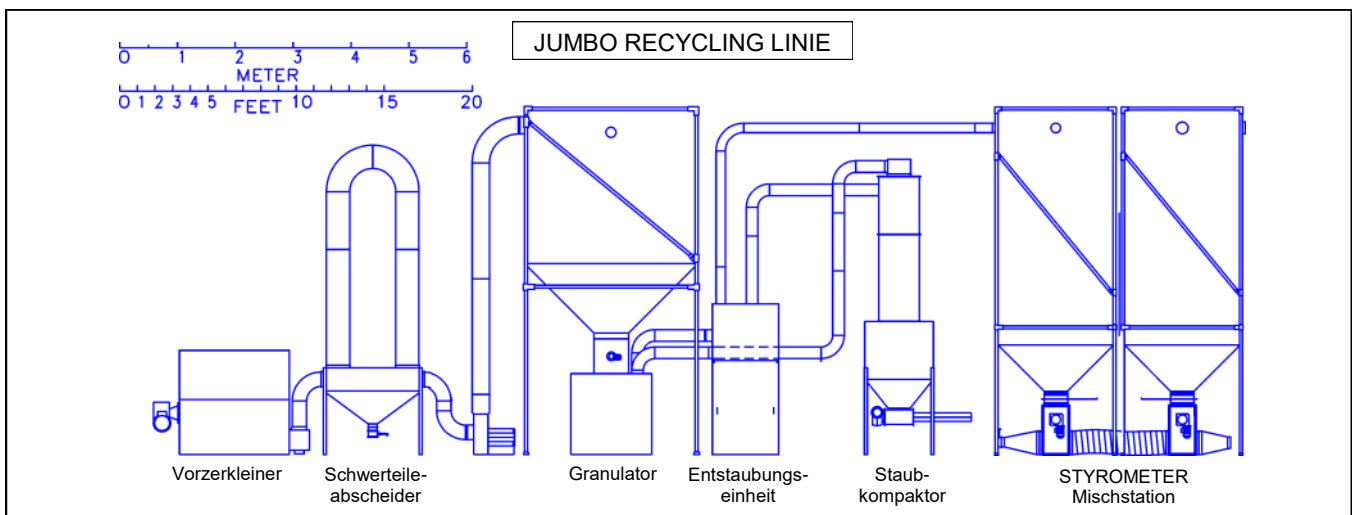 JUMBO RECYCLING LINIE
0 1 2 3 4 5 6
METER
0 1 2 3 4 5 10 15 20
FEET
Vorzerkleiner
Schwerteile-
abscheider
Granulator
Entstaubungs-
einheit
Staub-
kompaktor
STYROMETER
Mischstation